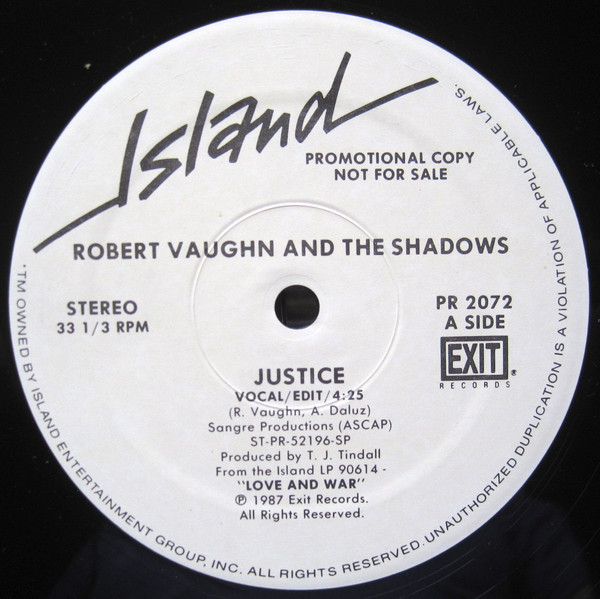 Island
PROMOTIONAL COPY
NOT FOR SALE
ROBERT VAUGHN AND THE SHADOWS
STEREO
33 1/3 RPM
PR 2072
A SIDE
EXIT®
RECORDS
JUSTICE
VOCAL/EDIT/4:25
(R. Vaughn, A. Daluz)
Sangre Productions (ASCAP)
ST-PR-52196-SP
Produced by T. J. Tindall
From the Island LP 90614 -
"LOVE AND WAR"
℗ 1987 Exit Records.
All Rights Reserved.
*TM OWNED BY ISLAND ENTERTAINMENT GROUP, INC. ALL RIGHTS RESERVED. UNAUTHORIZED DUPLICATION IS A VIOLATION OF APPLICABLE LAWS.